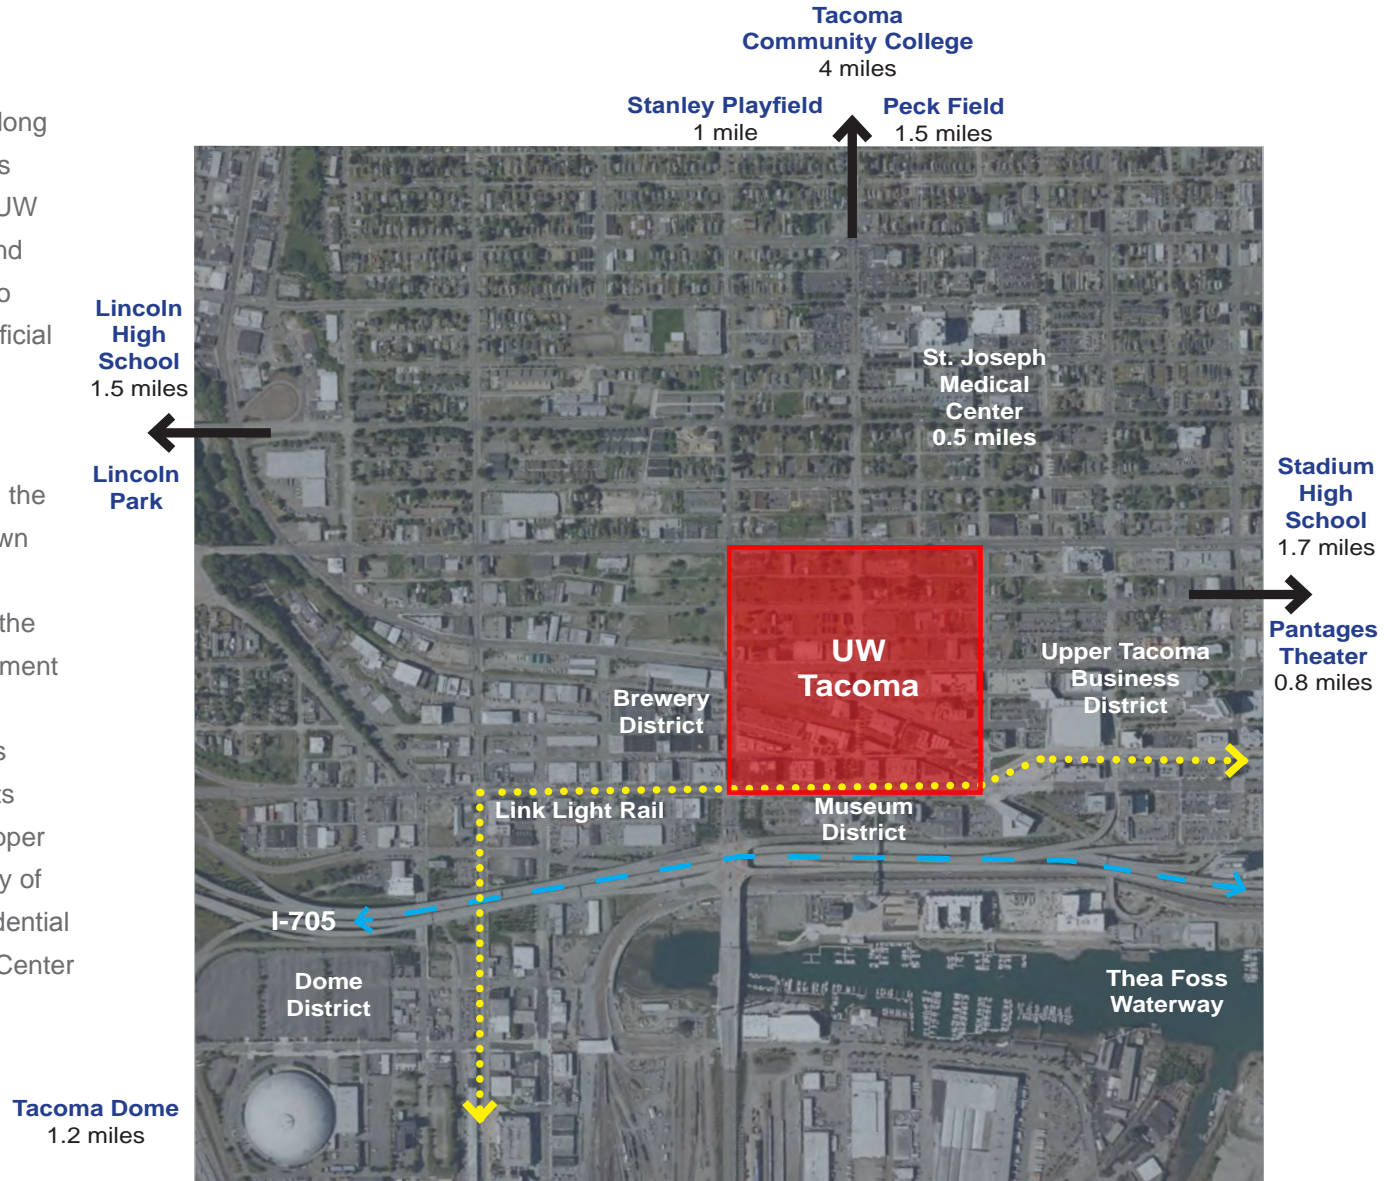 long
s
UW
nd
o
ficial
the
wn
the
ment
s
ts
pper
y of
dential
Center
Tacoma
Community College
4 miles
Stanley Playfield
1 mile
Peck Field
1.5 miles
Lincoln
High
School
1.5 miles
Lincoln
Park
St. Joseph
Medical
Center
0.5 miles
Stadium
High
School
1.7 miles
Pantages
Theater
0.8 miles
UW
Tacoma
Upper Tacoma
Business
District
Brewery
District
Link Light Rail
Museum
District
I-705
Dome
District
Thea Foss
Waterway
Tacoma Dome
1.2 miles